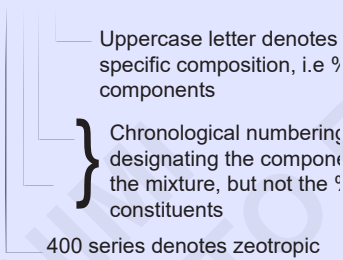 Uppercase letter denotes
specific composition, i.e %
components
Chronological numbering
designating the compone
the mixture, but not the %
constituents
400 series denotes zeotropic